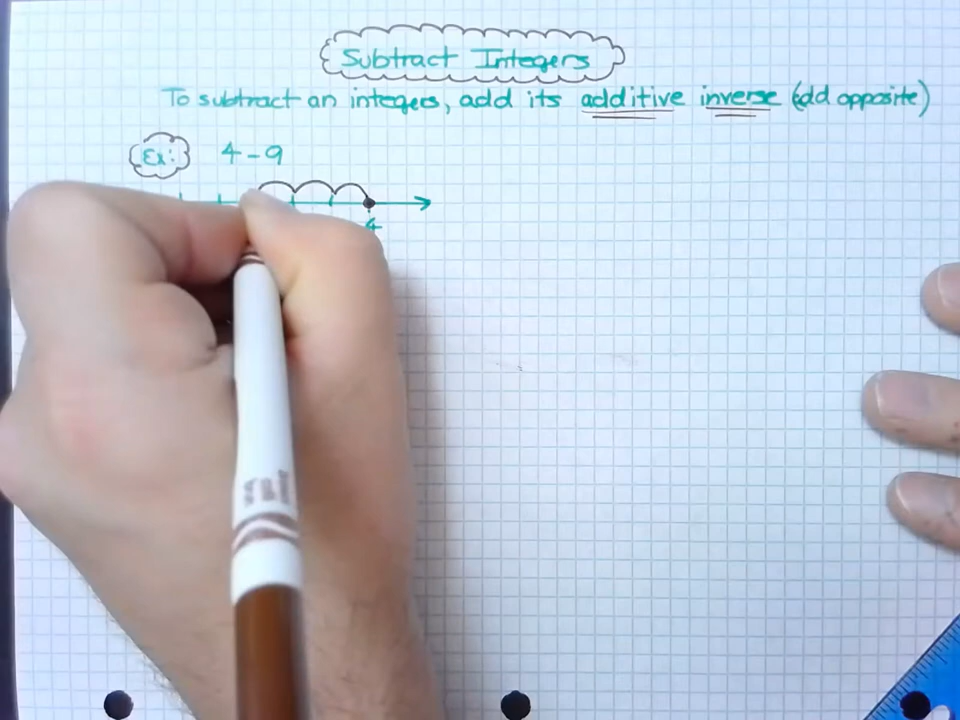 Subtract Integers
To subtract an integers, add its additive inverse (add opposite)
Ex: 4-9
4